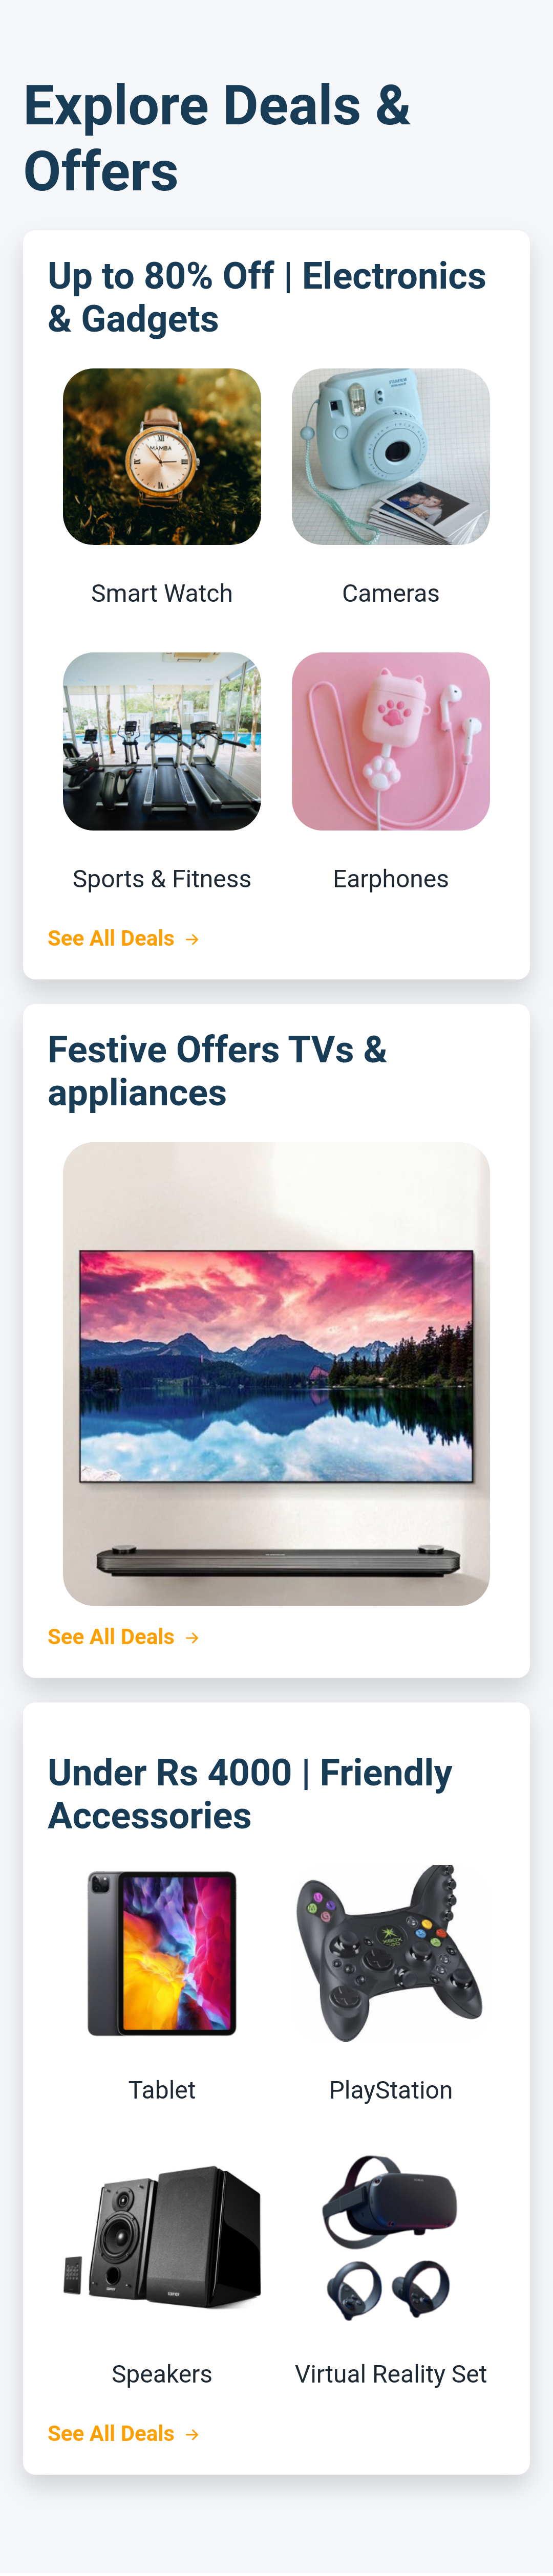 Explore Deals &
Offers
Up to 80% Off | Electronics
& Gadgets
MAMBA
Smart Watch
Cameras
Sports & Fitness
Earphones
See All Deals →
Festive Offers TVs &
appliances
See All Deals →
Under Rs 4000 | Friendly
Accessories
XBOX
Tablet
PlayStation
Speakers
Virtual Reality Set
See All Deals →